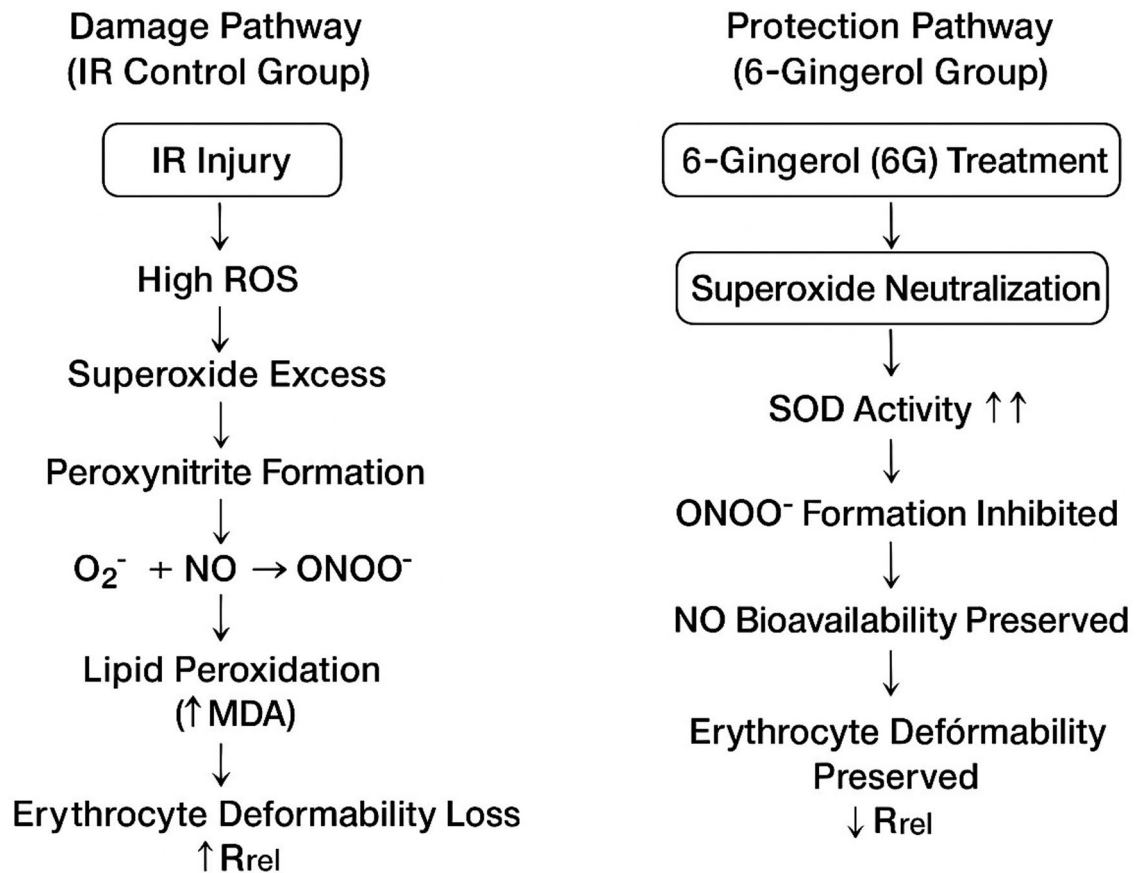 Damage Pathway
(IR Control Group)
IR Injury
High ROS
Superoxide Excess
Peroxynitrite Formation
O₂⁻ + NO → ONOO⁻
Lipid Peroxidation
(↑ MDA)
Erythrocyte Deformability Loss
↑ Rrel
Protection Pathway
(6-Gingerol Group)
6-Gingerol (6G) Treatment
Superoxide Neutralization
SOD Activity ↑↑
ONOO⁻ Formation Inhibited
NO Bioavailability Preserved
Erythrocyte Defórmability
Preserved
↓ Rrel